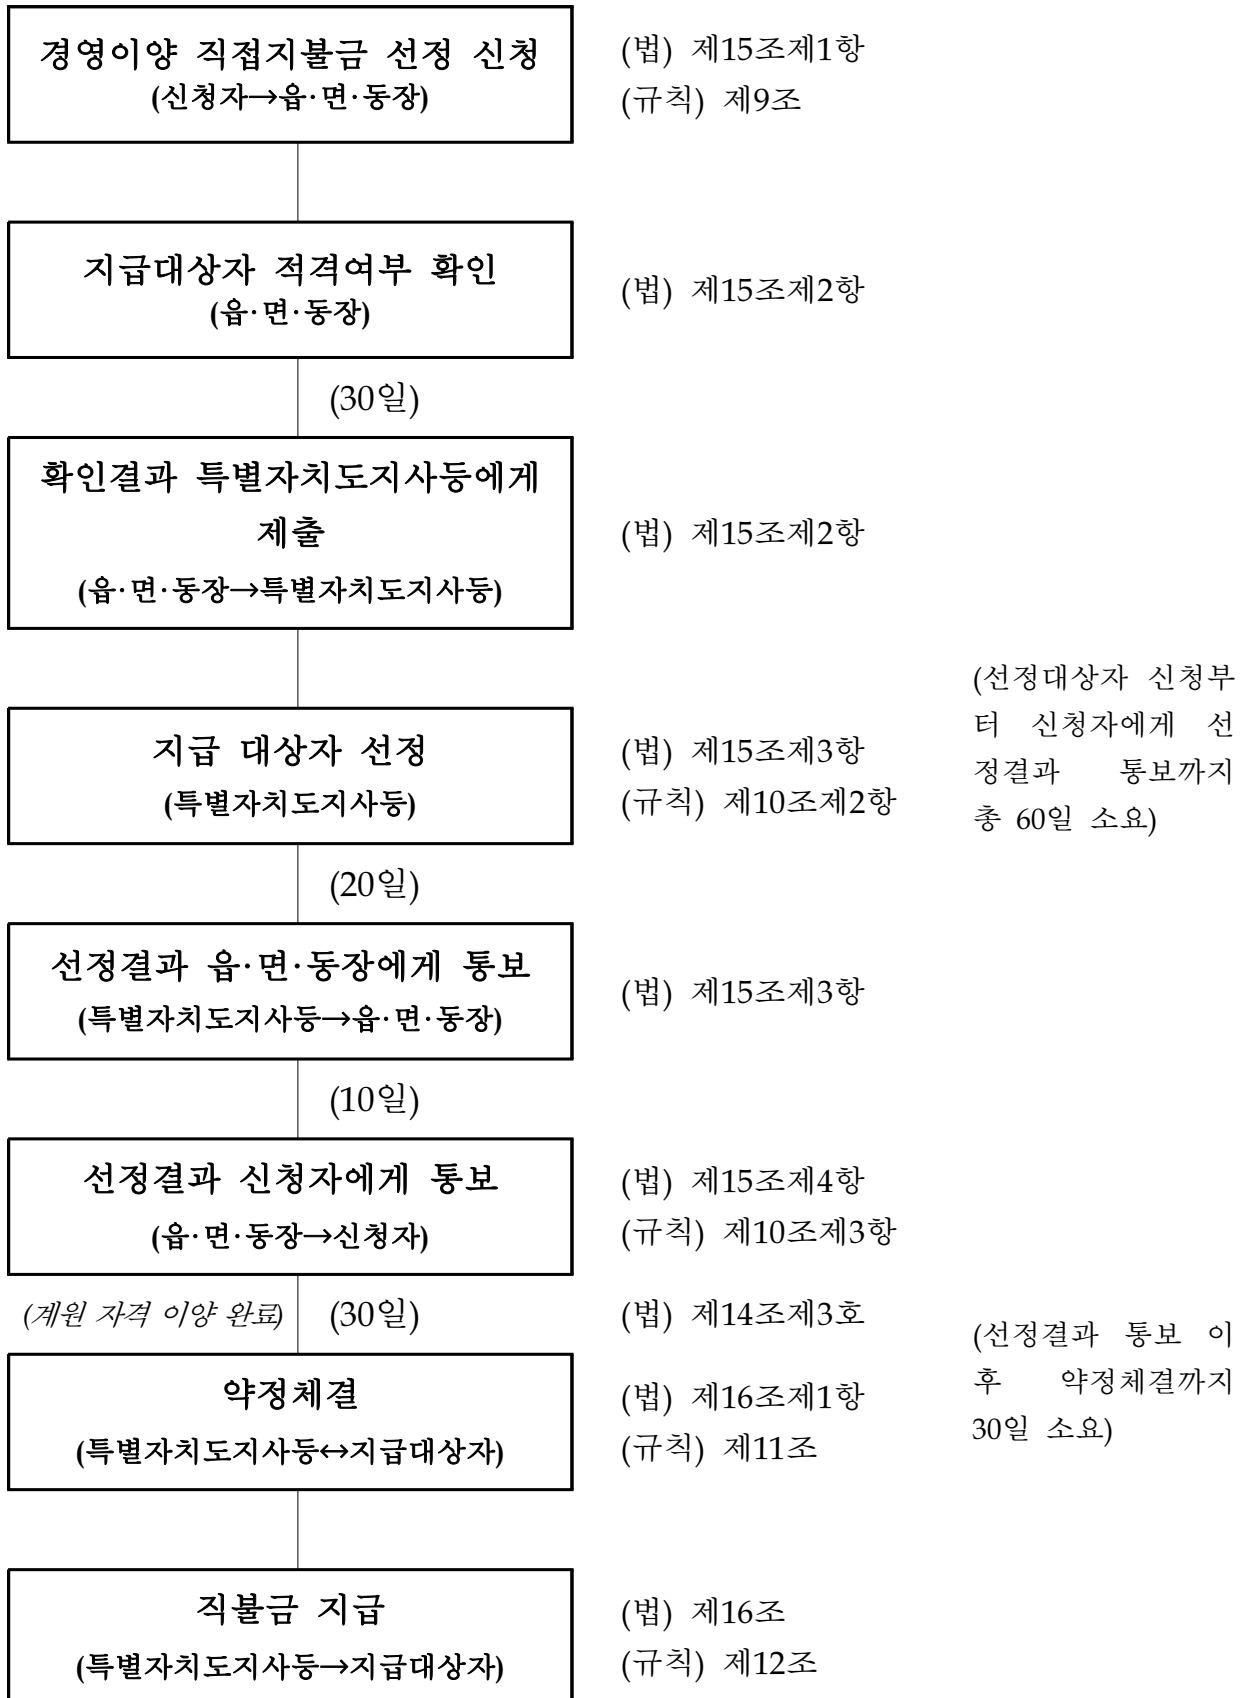 경영이양 직접지불금 선정 신청
(신청자→읍·면·동장)
(법) 제15조제1항
(규칙) 제9조
지급대상자 적격여부 확인
(읍·면·동장)
(법) 제15조제2항
(30일)
확인결과 특별자치도지사등에게
제출
(읍·면·동장→특별자치도지사등)
(법) 제15조제2항
지급 대상자 선정
(특별자치도지사등)
(법) 제15조제3항
(규칙) 제10조제2항
(선정대상자 신청부
터 신청자에게 선
정결과 통보까지
총 60일 소요)
(20일)
선정결과 읍·면·동장에게 통보
(특별자치도지사등→읍·면·동장)
(법) 제15조제3항
(10일)
선정결과 신청자에게 통보
(읍·면·동장→신청자)
(법) 제15조제4항
(규칙) 제10조제3항
(계원 자격 이양 완료)
(30일)
(법) 제14조제3호
약정체결
(특별자치도지사등↔지급대상자)
(법) 제16조제1항
(규칙) 제11조
(선정결과 통보 이
후 약정체결까지
30일 소요)
직불금 지급
(특별자치도지사등→지급대상자)
(법) 제16조
(규칙) 제12조